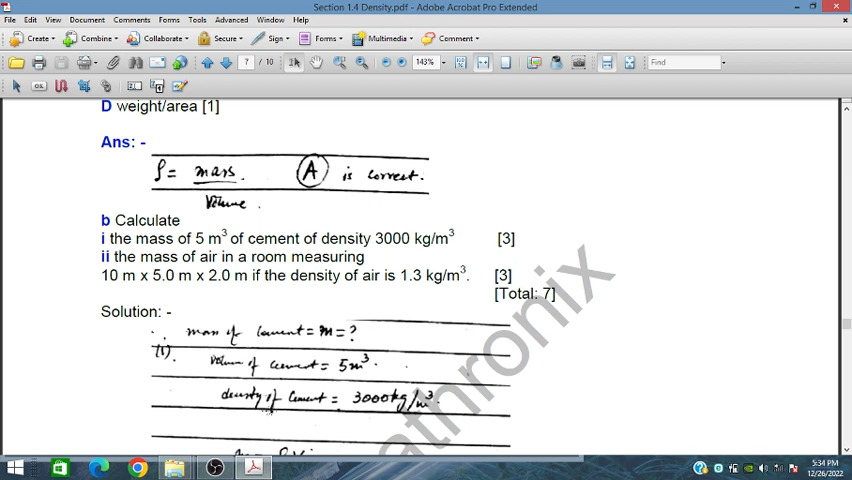 Section 1.4 Density.pdf - Adobe Acrobat Pro Extended
File Edit View Document Comments Forms Tools Advanced Window Help
Create Combine Collaborate Secure Sign Forms Multimedia Comment
7 / 10 143% Find
D weight/area [1]
Ans: -
ρ = mass. A is correct.
Volume.
b Calculate
i the mass of 5 m³ of cement of density 3000 kg/m³ [3]
ii the mass of air in a room measuring
10 m x 5.0 m x 2.0 m if the density of air is 1.3 kg/m³. [3]
[Total: 7]
Solution: -
mass of cement = m = ?
(i). volume of cement = 5m³.
density of cement = 3000kg/m³.
athronix
5:34 PM
12/26/2022